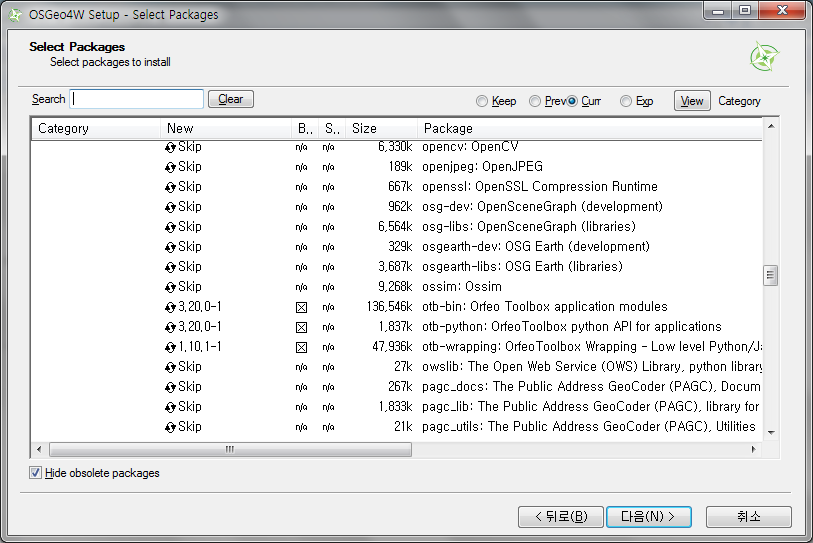 OSGeo4W Setup - Select Packages
Select Packages
Select packages to install
Search Clear Keep Prev Curr Exp View Category
Category New B.. S.. Size Package
Skip n/a n/a 6,330k opencv: OpenCV
Skip n/a n/a 189k openjpeg: OpenJPEG
Skip n/a n/a 667k openssl: OpenSSL Compression Runtime
Skip n/a n/a 962k osg-dev: OpenSceneGraph (development)
Skip n/a n/a 6,564k osg-libs: OpenSceneGraph (libraries)
Skip n/a n/a 329k osgearth-dev: OSG Earth (development)
Skip n/a n/a 3,687k osgearth-libs: OSG Earth (libraries)
Skip n/a n/a 9,268k ossim: Ossim
3.20.0-1 n/a 136,546k otb-bin: Orfeo Toolbox application modules
3.20.0-1 n/a 1,837k otb-python: OrfeoToolbox python API for applications
1.10.1-1 n/a 47,936k otb-wrapping: OrfeoToolbox Wrapping - Low level Python/Ja
Skip n/a n/a 27k owslib: The Open Web Service (OWS) Library, python library
Skip n/a n/a 267k pagc_docs: The Public Address GeoCoder (PAGC), Docum
Skip n/a n/a 1,833k pagc_lib: The Public Address GeoCoder (PAGC), library for
Skip n/a n/a 21k pagc_utils: The Public Address GeoCoder (PAGC), Utilities
Hide obsolete packages
< 뒤로(B) 다음(N) > 취소